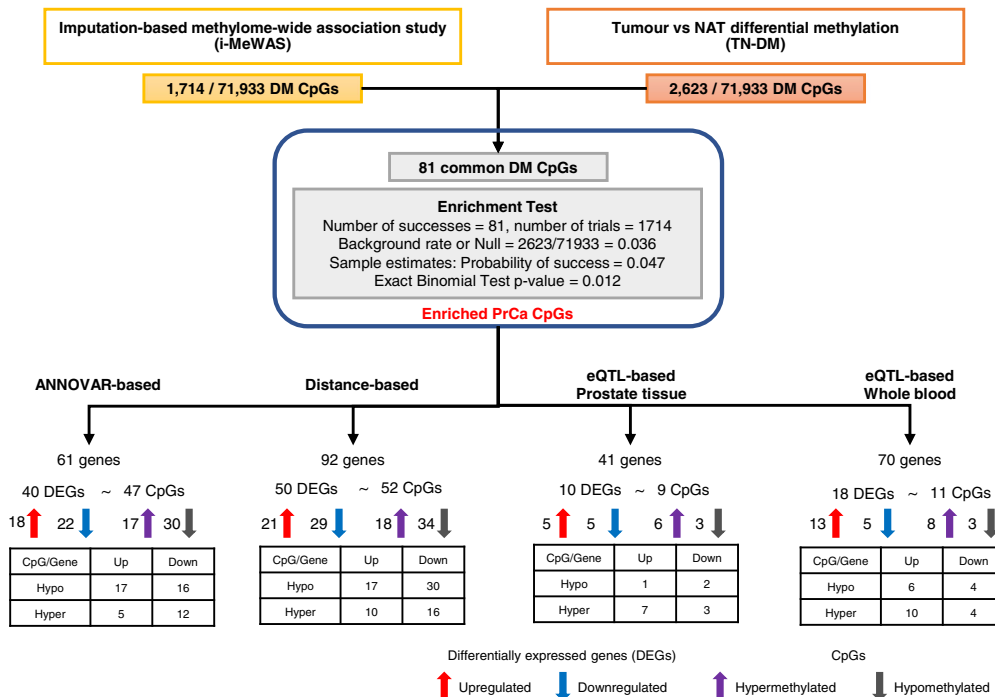 Imputation-based methylome-wide association study
(i-MeWAS)
Tumour vs NAT differential methylation
(TN-DM)
1,714 / 71,933 DM CpGs
2,623 / 71,933 DM CpGs
81 common DM CpGs
Enrichment Test
Number of successes = 81, number of trials = 1714
Background rate or Null = 2623/71933 = 0.036
Sample estimates: Probability of success = 0.047
Exact Binomial Test p-value = 0.012
Enriched PrCa CpGs
ANNOVAR-based
Distance-based
eQTL-based
Prostate tissue
eQTL-based
Whole blood
61 genes
92 genes
41 genes
70 genes
40 DEGs ~ 47 CpGs
50 DEGs ~ 52 CpGs
10 DEGs ~ 9 CpGs
18 DEGs ~ 11 CpGs
18 22 17 30
21 29 18 34
5 5 6 3
13 5 8 3
CpG/Gene Up Down
Hypo 17 16
Hyper 5 12
CpG/Gene Up Down
Hypo 17 30
Hyper 10 16
CpG/Gene Up Down
Hypo 1 2
Hyper 7 3
CpG/Gene Up Down
Hypo 6 4
Hyper 10 4
Differentially expressed genes (DEGs)
CpGs
Upregulated Downregulated Hypermethylated Hypomethylated